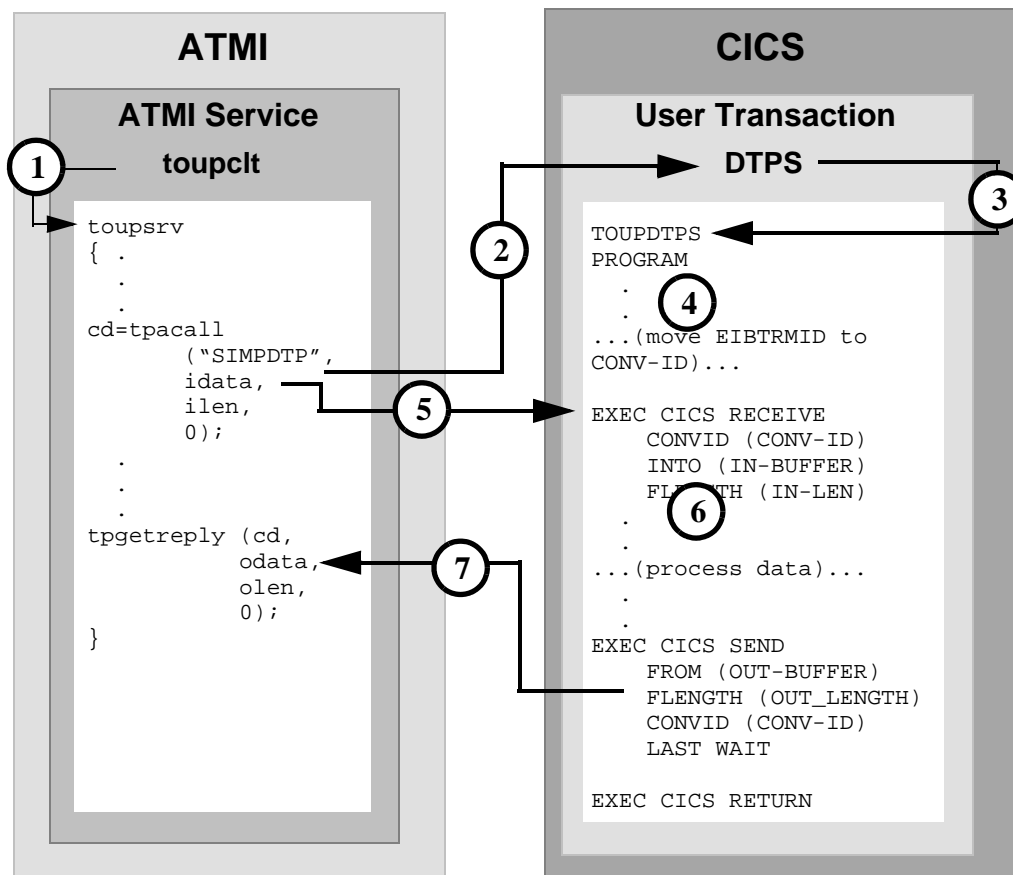 ATMI
ATMI Service
toupclt
1
toupsrv
{ .
.
.
cd=tpacall
(“SIMPDTP”,
idata,
ilen,
0);
.
.
.
tpgetreply (cd,
odata,
olen,
0);
}
2
5
7
CICS
User Transaction
DTPS
3
TOUPDTPS
PROGRAM
.
.
4
...(move EIBTRMID to
CONV-ID)...
EXEC CICS RECEIVE
CONVID (CONV-ID)
INTO (IN-BUFFER)
(IN-LEN)
6
.
.
...(process data)...
.
.
EXEC CICS SEND
FROM (OUT-BUFFER)
FLENGTH (OUT_LENGTH)
CONVID (CONV-ID)
LAST WAIT
EXEC CICS RETURN